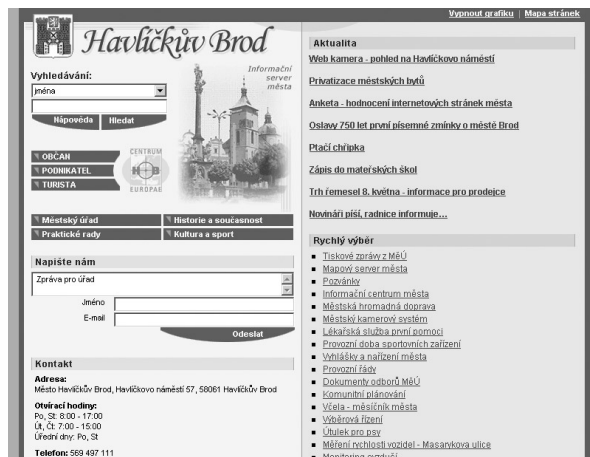 Vypnout grafiku | Mapa stránek
Havlíčkův Brod
Informační
server
města
Vyhledávání:
jména
Nápověda Hledat
OBČAN
PODNIKATEL
TURISTA
CENTRUM
H B
EUROPAE
Městský úřad
Historie a současnost
Praktické rady
Kultura a sport
Napište nám
Zpráva pro úřad
Jméno
E-mail
Odeslat
Kontakt
Adresa:
Město Havlíčkův Brod, Havlíčkovo náměstí 57, 58061 Havlíčkův Brod
Otvírací hodiny:
Po, St: 8:00 - 17:00
Út, Čt: 7:00 - 15:00
Úřední dny: Po, St
Telefon: 569 497 111
Aktualita
Web kamera - pohled na Havlíčkovo náměstí
Privatizace městských bytů
Anketa - hodnocení internetových stránek města
Oslavy 750 let první písemné zmínky o městě Brod
Ptačí chřipka
Zápis do mateřských škol
Trh řemesel 8. května - informace pro prodejce
Novináři píší, radnice informuje...
Rychlý výběr
Tiskové zprávy z MěÚ
Mapový server města
Pozvánky
Informační centrum města
Městská hromadná doprava
Městský kamerový systém
Lékařská služba první pomoci
Provozní doba sportovních zařízení
Vyhlášky a nařízení města
Provozní řády
Dokumenty odborů MěÚ
Komunitní plánování
Včela - měsíčník města
Výběrová řízení
Útulek pro psy
Měření rychlosti vozidel - Masarykova ulice
Monitoring ovzduší